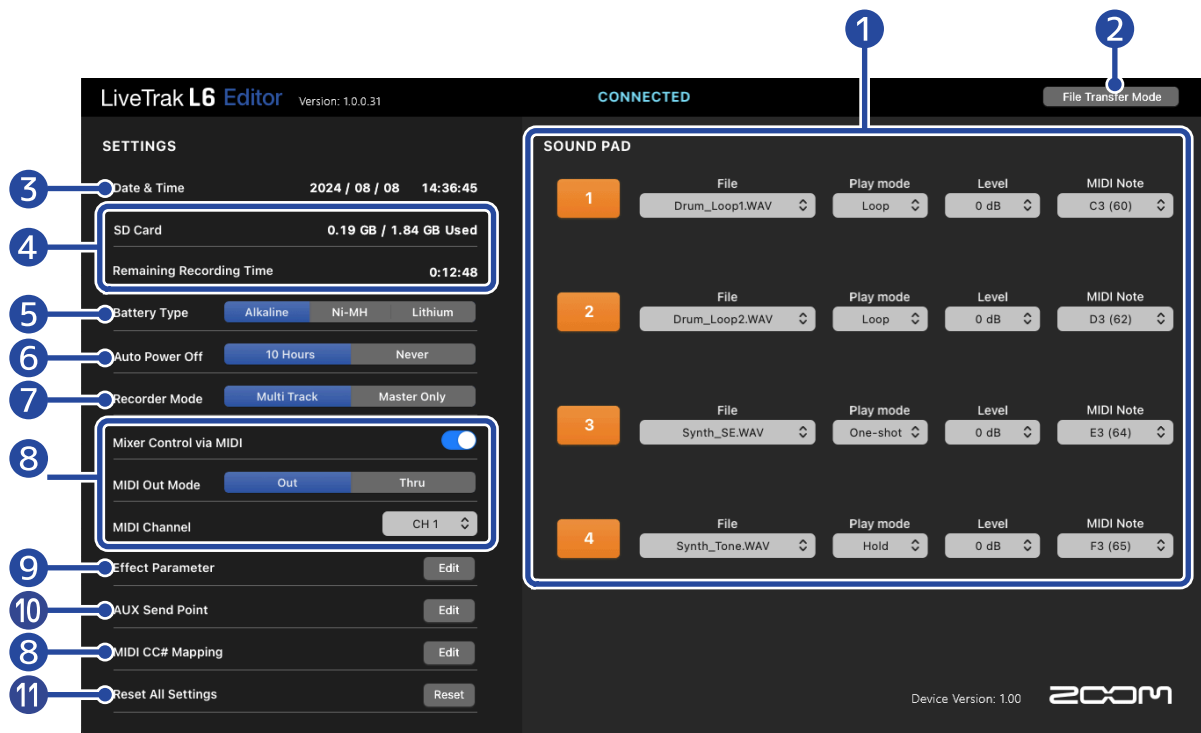 1
2
LiveTrak L6 Editor Version: 1.0.0.31
CONNECTED
File Transfer Mode
SETTINGS
3
Date & Time 2024 / 08 / 08 14:36:45
4
SD Card 0.19 GB / 1.84 GB Used
Remaining Recording Time 0:12:48
5
Battery Type Alkaline Ni-MH Lithium
6
Auto Power Off 10 Hours Never
7
Recorder Mode Multi Track Master Only
8
Mixer Control via MIDI
MIDI Out Mode Out Thru
MIDI Channel CH 1
9
Effect Parameter Edit
10
AUX Send Point Edit
8
MIDI CC# Mapping Edit
11
Reset All Settings Reset
SOUND PAD
File Play mode Level MIDI Note
1 Drum_Loop1.WAV Loop 0 dB C3 (60)
File Play mode Level MIDI Note
2 Drum_Loop2.WAV Loop 0 dB D3 (62)
File Play mode Level MIDI Note
3 Synth_SE.WAV One-shot 0 dB E3 (64)
File Play mode Level MIDI Note
4 Synth_Tone.WAV Hold 0 dB F3 (65)
Device Version: 1.00 ZOOM